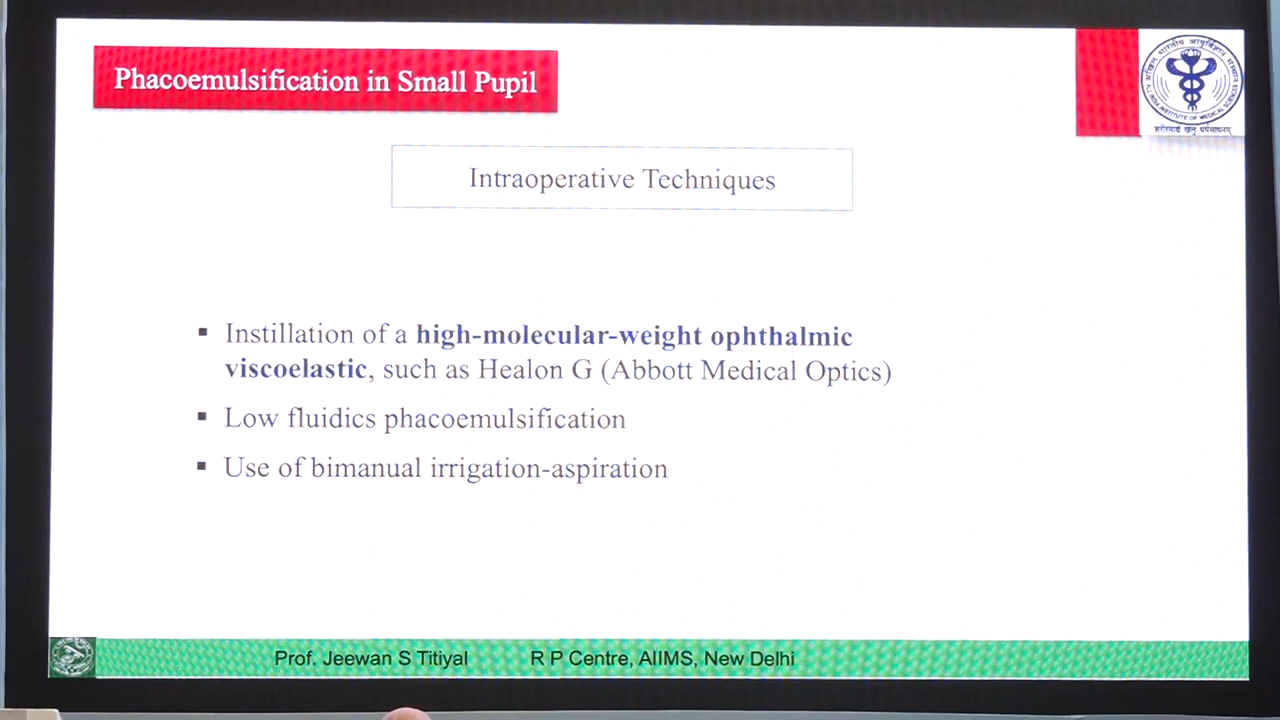 Phacoemulsification in Small Pupil
Intraoperative Techniques
▪ Instillation of a high-molecular-weight ophthalmic
viscoelastic, such as Healon G (Abbott Medical Optics)
▪ Low fluidics phacoemulsification
▪ Use of bimanual irrigation-aspiration
Prof. Jeewan S Titiyal R P Centre, AIIMS, New Delhi